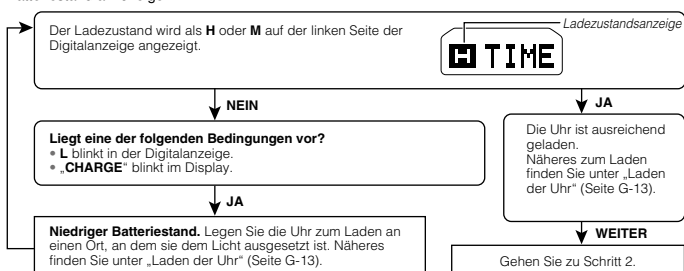 Der Ladezustand wird als H oder M auf der linken Seite der
Digitalanzeige angezeigt.
Ladezustandsanzeige
H TIME
NEIN
JA
Liegt eine der folgenden Bedingungen vor?
• L blinkt in der Digitalanzeige.
• „CHARGE“ blinkt im Display.
Die Uhr ist ausreichend
geladen.
Näheres zum Laden
finden Sie unter „Laden
der Uhr“ (Seite G-13).
JA
WEITER
Niedriger Batteriestand. Legen Sie die Uhr zum Laden an
einen Ort, an dem sie dem Licht ausgesetzt ist. Näheres
finden Sie unter „Laden der Uhr“ (Seite G-13).
Gehen Sie zu Schritt 2.